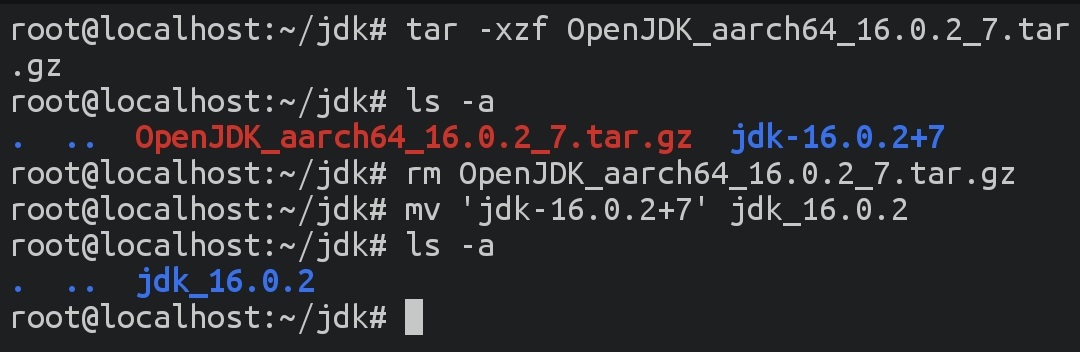 root@localhost:~/jdk# tar -xzf OpenJDK_aarch64_16.0.2_7.tar
.gz
root@localhost:~/jdk# ls -a
.  ..  OpenJDK_aarch64_16.0.2_7.tar.gz  jdk-16.0.2+7
root@localhost:~/jdk# rm OpenJDK_aarch64_16.0.2_7.tar.gz
root@localhost:~/jdk# mv 'jdk-16.0.2+7' jdk_16.0.2
root@localhost:~/jdk# ls -a
.  ..  jdk_16.0.2
root@localhost:~/jdk#